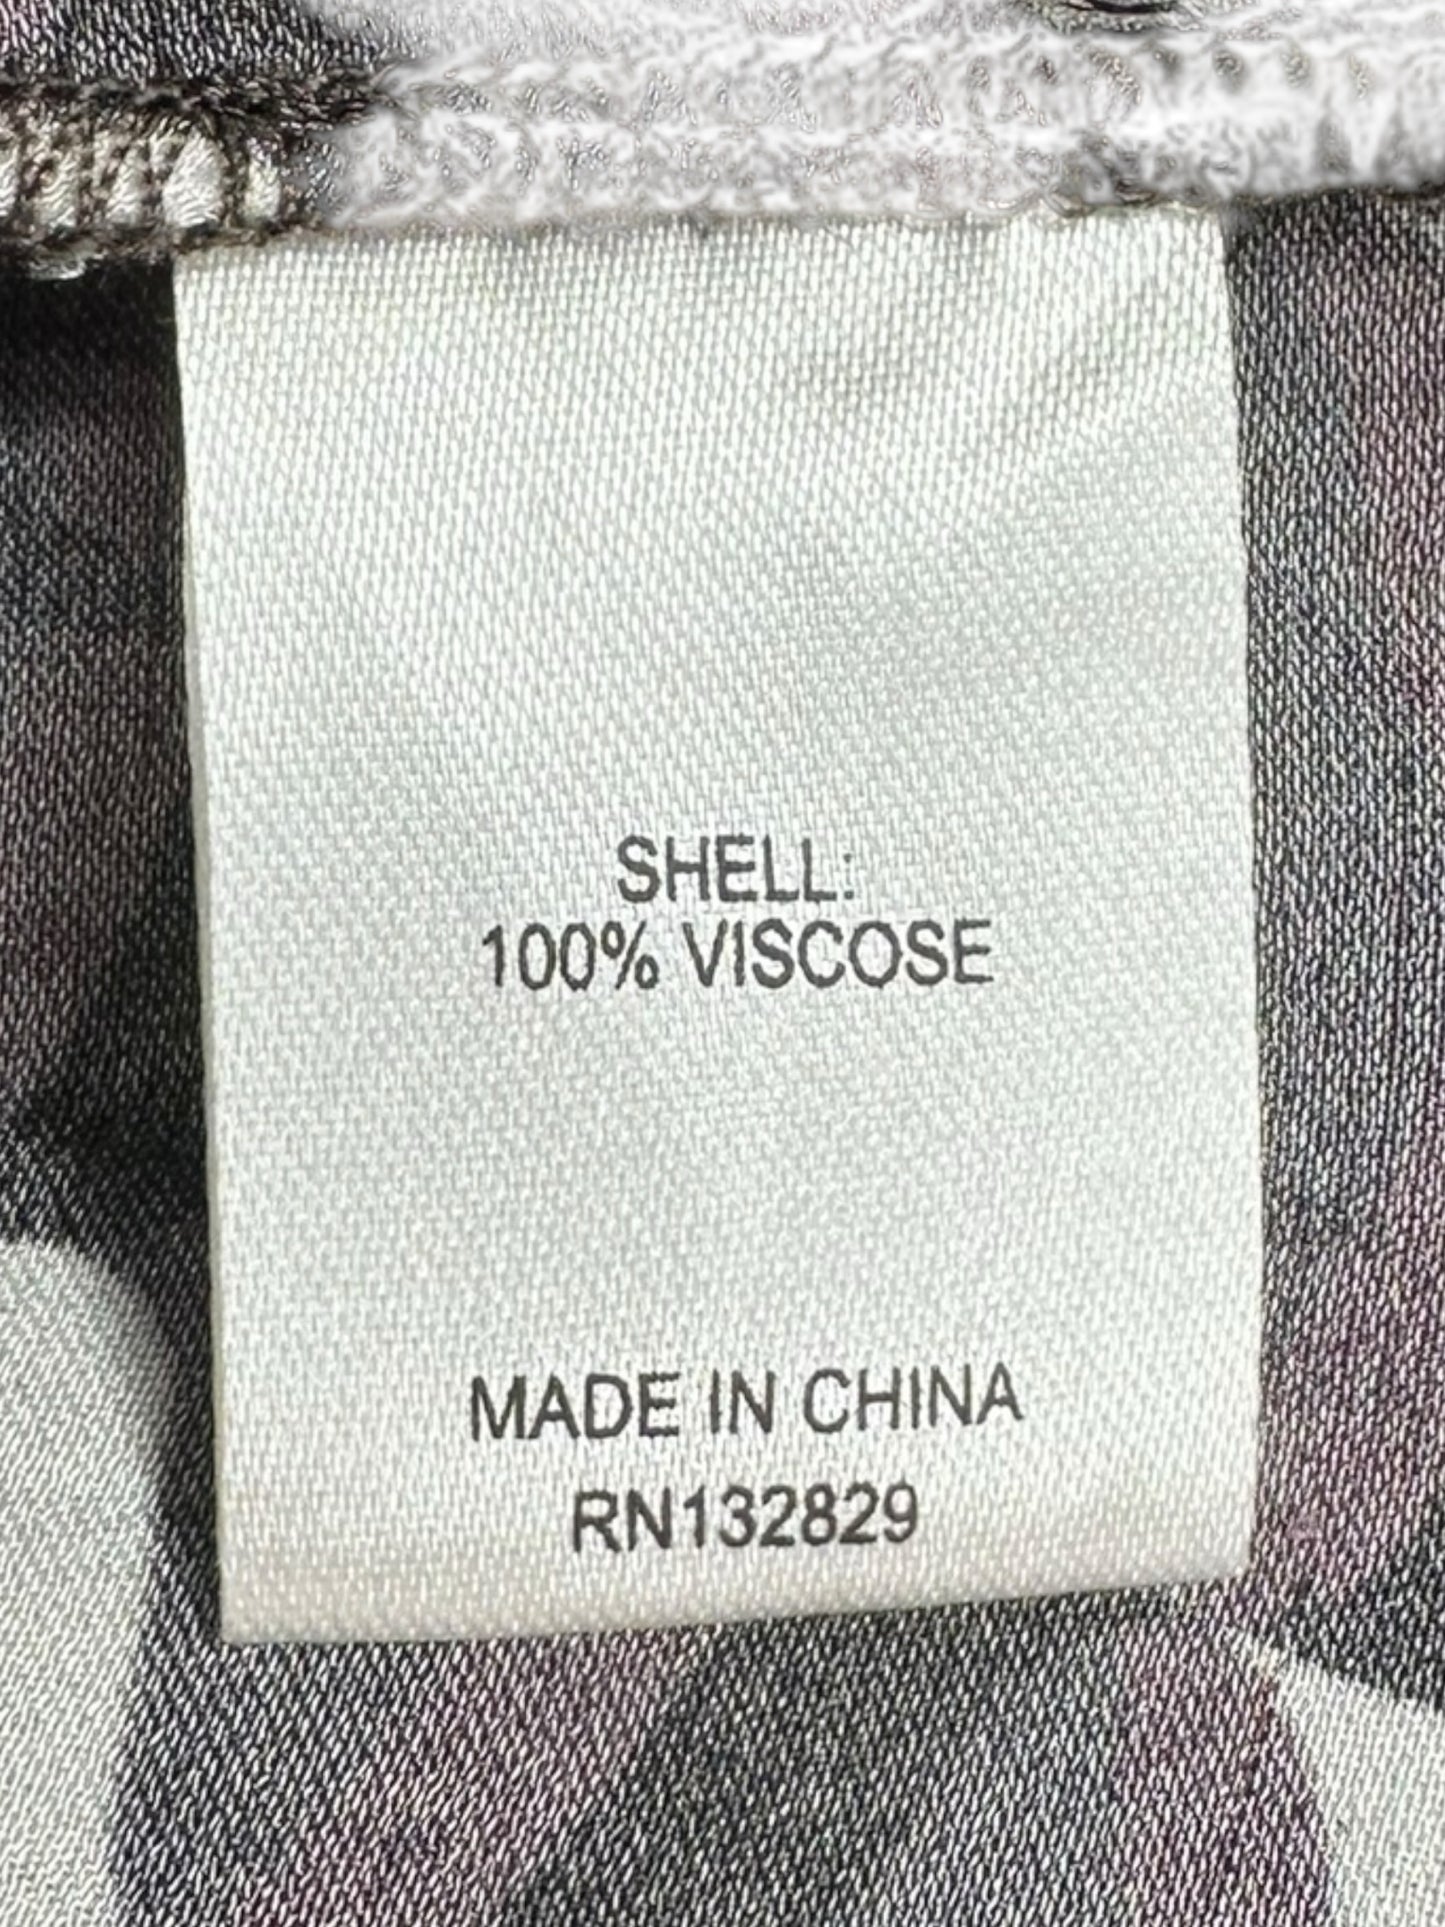 SHELL:
100% VISCOSE
MADE IN CHINA
RN132829